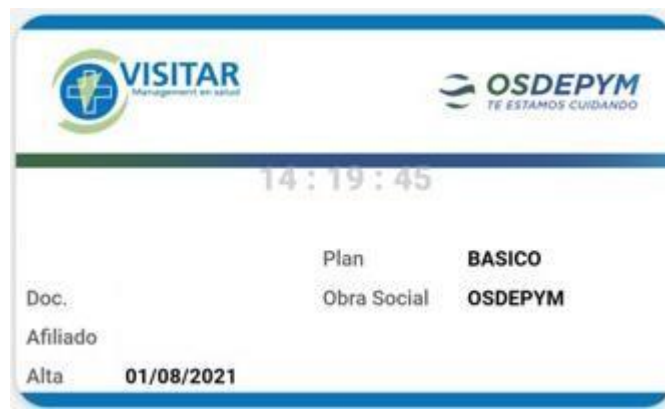 VISITAR
Management en salud
OSDEPYM
TE ESTAMOS CUIDANDO
14 : 19 : 45
Plan BASICO
Doc. Obra Social OSDEPYM
Afiliado
Alta 01/08/2021